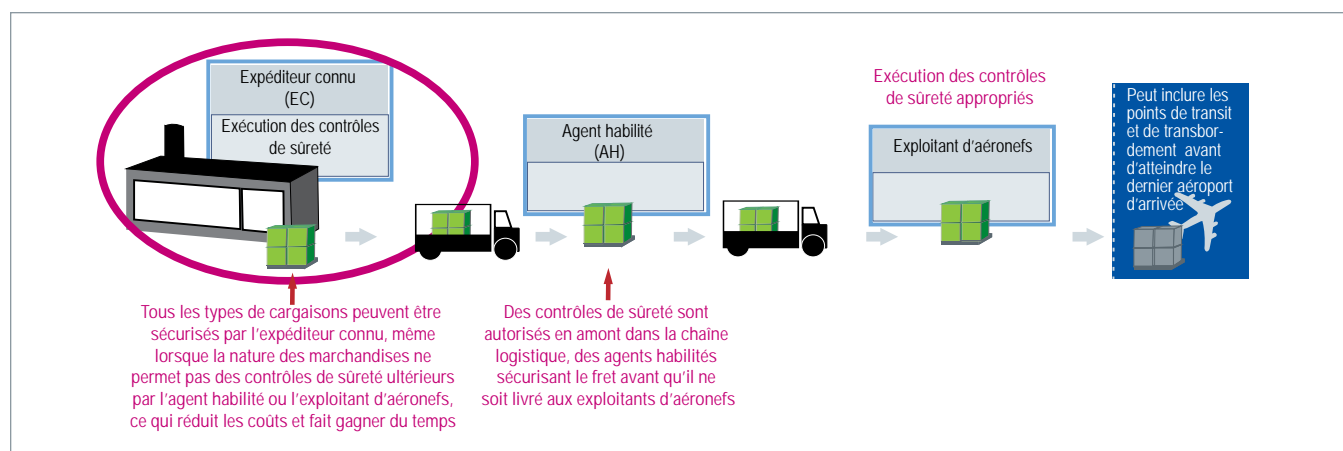 Expéditeur connu
(EC)
Exécution des contrôles
de sûreté
Tous les types de cargaisons peuvent être
sécurisés par l'expéditeur connu, même
lorsque la nature des marchandises ne
permet pas des contrôles de sûreté ultérieurs
par l'agent habilité ou l'exploitant d'aéronefs,
ce qui réduit les coûts et fait gagner du temps
Agent habilité
(AH)
Des contrôles de sûreté sont
autorisés en amont dans la chaîne
logistique, des agents habilités
sécurisant le fret avant qu'il ne
soit livré aux exploitants d'aéronefs
Exécution des contrôles
de sûreté appropriés
Exploitant d'aéronefs
Peut inclure les
points de transit
et de transbor-
dement avant
d'atteindre le
dernier aéroport
d'arrivée